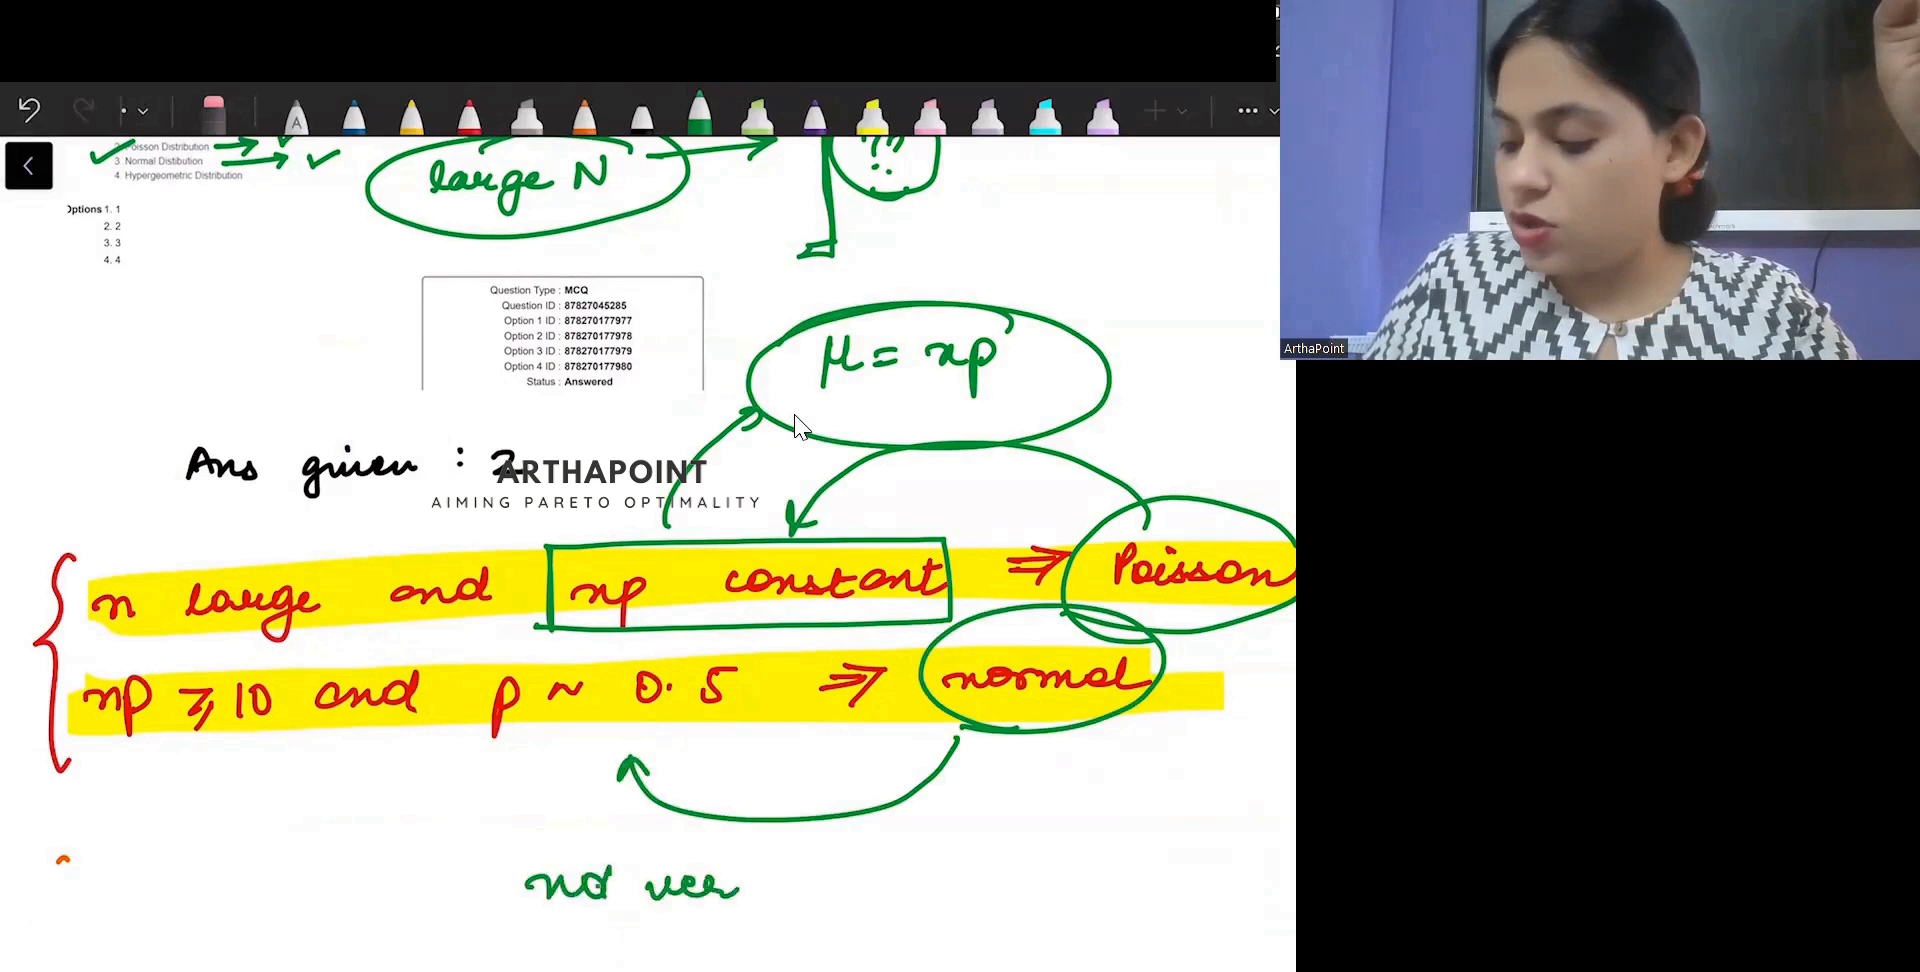 2. Poisson Distribution
3 Normal Distibution
4. Hypergeometric Distribution
large N
??
Options 1. 1
2. 2
3. 3
4. 4
Question Type : MCQ
Question ID : 87827045285
Option 1 ID : 878270177977
Option 2 ID : 878270177978
Option 3 ID : 878270177979
Option 4 ID : 878270177980
Status : Answered
μ = np
ArthaPoint
Ans given : 2
ARTHAPOINT
AIMING PARETO OPTIMALITY
n large and np constant ⇒ Poisson
np ≥ 10 and p ~ 0.5 ⇒ normal
not